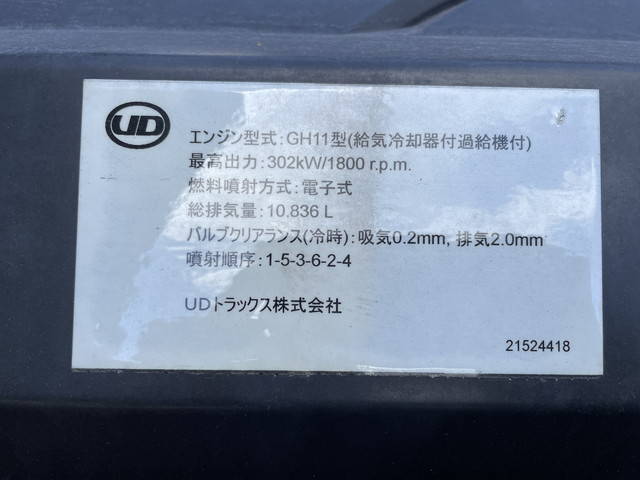 UD
エンジン型式:GH11型(給気冷却器付過給機付)
最高出力:302kW/1800 r.p.m.
燃料噴射方式:電子式
総排気量:10.836 L
バルブクリアランス(冷時):吸気0.2mm, 排気2.0mm
噴射順序:1-5-3-6-2-4
UDトラックス株式会社
21524418